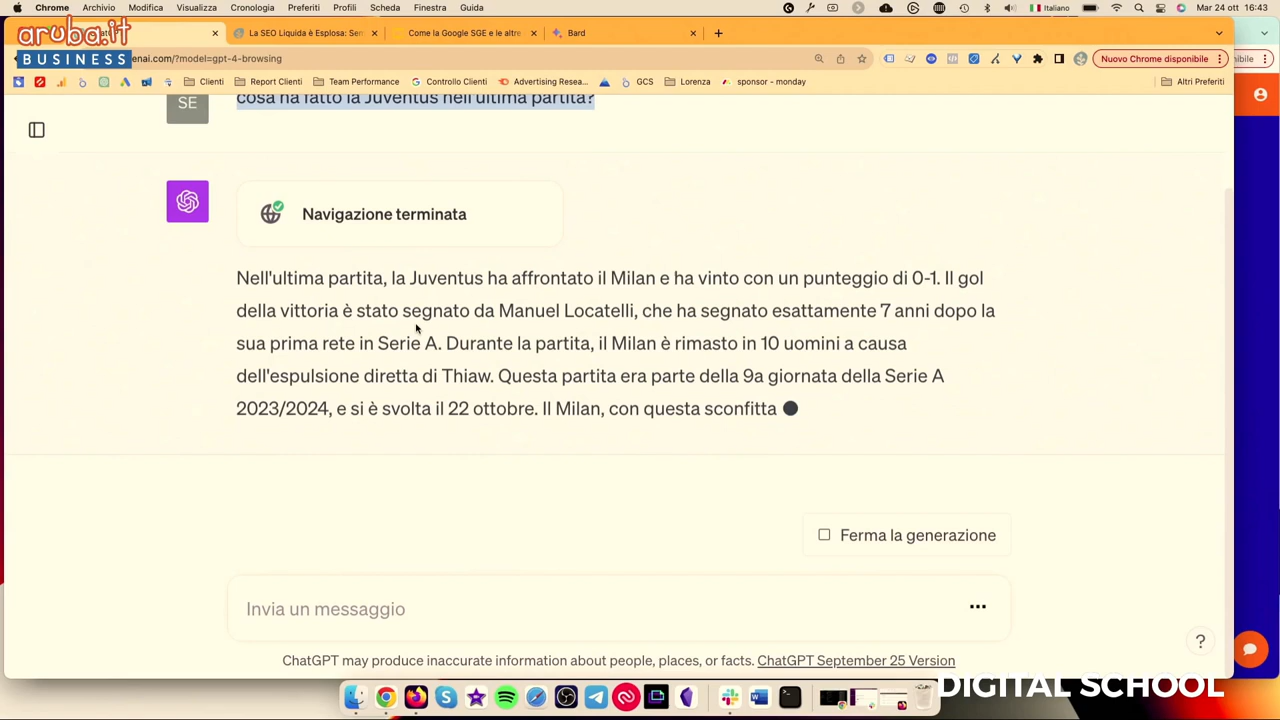 Chrome Archivio Modifica Visualizza Cronologia Preferiti Profili Scheda Finestra Guida Italiano Mar 24 ott 16:43
aruba.it
BUSINESS
La SEO Liquida è Esplosa: Sen
Come la Google SGE e le altre
Bard
enai.com/?model=gpt-4-browsing
Nuovo Chrome disponibile
Clienti Report Clienti Team Performance Controllo Clienti Advertising Resea... GCS Lorenza sponsor - monday Altri Preferiti
SE
cosa ha fatto la Juventus nell'ultima partita?
Navigazione terminata
Nell'ultima partita, la Juventus ha affrontato il Milan e ha vinto con un punteggio di 0-1. Il gol
della vittoria è stato segnato da Manuel Locatelli, che ha segnato esattamente 7 anni dopo la
sua prima rete in Serie A. Durante la partita, il Milan è rimasto in 10 uomini a causa
dell'espulsione diretta di Thiaw. Questa partita era parte della 9a giornata della Serie A
2023/2024, e si è svolta il 22 ottobre. Il Milan, con questa sconfitta
Ferma la generazione
Invia un messaggio
ChatGPT may produce inaccurate information about people, places, or facts. ChatGPT September 25 Version
?
DIGITAL SCHOOL